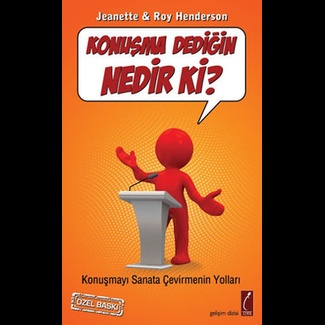 Jeanette & Roy Henderson
KONUŞMA DEDİĞİN
NEDİR Kİ?
Konuşmayı Sanata Çevirmenin Yolları
ÖZEL BASKI
gelişim dizisi